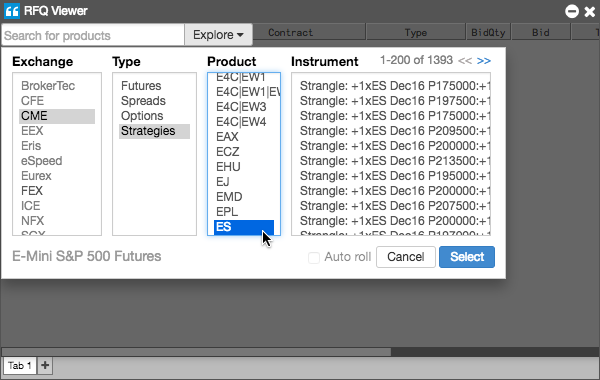 RFQ Viewer
Search for products
Explore
Contract
Type
BidQty
Bid
Exchange
Type
Product
Instrument
1-200 of 1393 << >>
BrokerTec
CFE
CME
EEX
Eris
eSpeed
Eurex
FEX
ICE
NFX
SGX
Futures
Spreads
Options
Strategies
E4C|EW1
E4C|EW1|EW
E4C|EW3
E4C|EW4
EAX
ECZ
EHU
EJ
EMD
EPL
ES
Strangle: +1xES Dec16 P175000:+1
Strangle: +1xES Dec16 P197500:+1
Strangle: +1xES Dec16 P175000:+1
Strangle: +1xES Dec16 P209500:+1
Strangle: +1xES Dec16 P200000:+1
Strangle: +1xES Dec16 P213500:+1
Strangle: +1xES Dec16 P195000:+1
Strangle: +1xES Dec16 P200000:+1
Strangle: +1xES Dec16 P207500:+1
Strangle: +1xES Dec16 P200000:+1
Strangle: +1xES Dec16 P197000:+1
E-Mini S&P 500 Futures
Auto roll
Cancel
Select
Tab 1
+